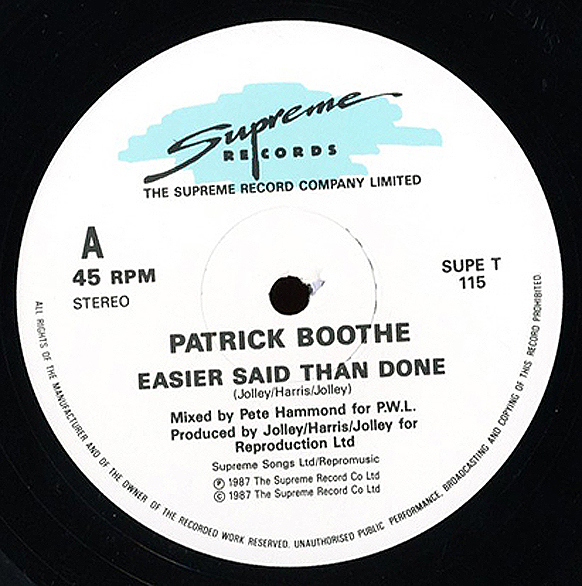 Supreme
RECORDS
THE SUPREME RECORD COMPANY LIMITED
A
45 RPM
STEREO
SUPE T
115
PATRICK BOOTHE
EASIER SAID THAN DONE
(Jolley/Harris/Jolley)
Mixed by Pete Hammond for P.W.L.
Produced by Jolley/Harris/Jolley for
Reproduction Ltd
Supreme Songs Ltd/Repromusic
Ⓟ 1987 The Supreme Record Co Ltd
© 1987 The Supreme Record Co Ltd
ALL RIGHTS OF THE MANUFACTURER AND OF THE OWNER OF THE RECORDED WORK RESERVED. UNAUTHORISED PUBLIC PERFORMANCE, BROADCASTING AND COPYING OF THIS RECORD PROHIBITED.